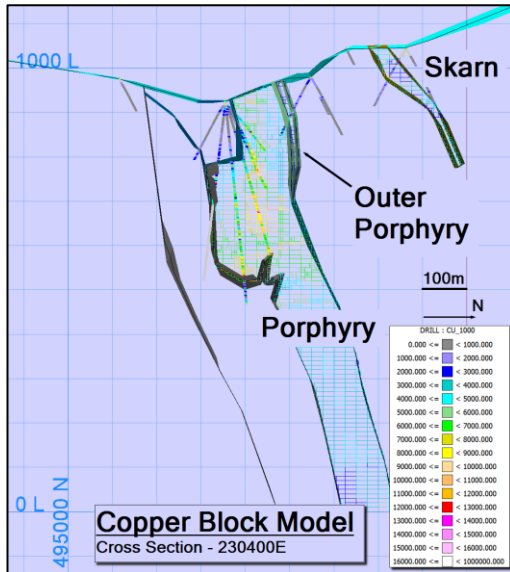 1000 L
Skarn
Outer
Porphyry
100m
N
Porphyry
DRILL : CU_1000
0.000 <= < 1000.000
1000.000 <= < 2000.000
2000.000 <= < 3000.000
3000.000 <= < 4000.000
4000.000 <= < 5000.000
5000.000 <= < 6000.000
6000.000 <= < 7000.000
7000.000 <= < 8000.000
8000.000 <= < 9000.000
9000.000 <= < 10000.000
10000.000 <= < 11000.000
11000.000 <= < 12000.000
12000.000 <= < 13000.000
13000.000 <= < 14000.000
14000.000 <= < 15000.000
15000.000 <= < 16000.000
16000.000 <= < 1000000.000
0 L
495000 N
Copper Block Model
Cross Section - 230400E